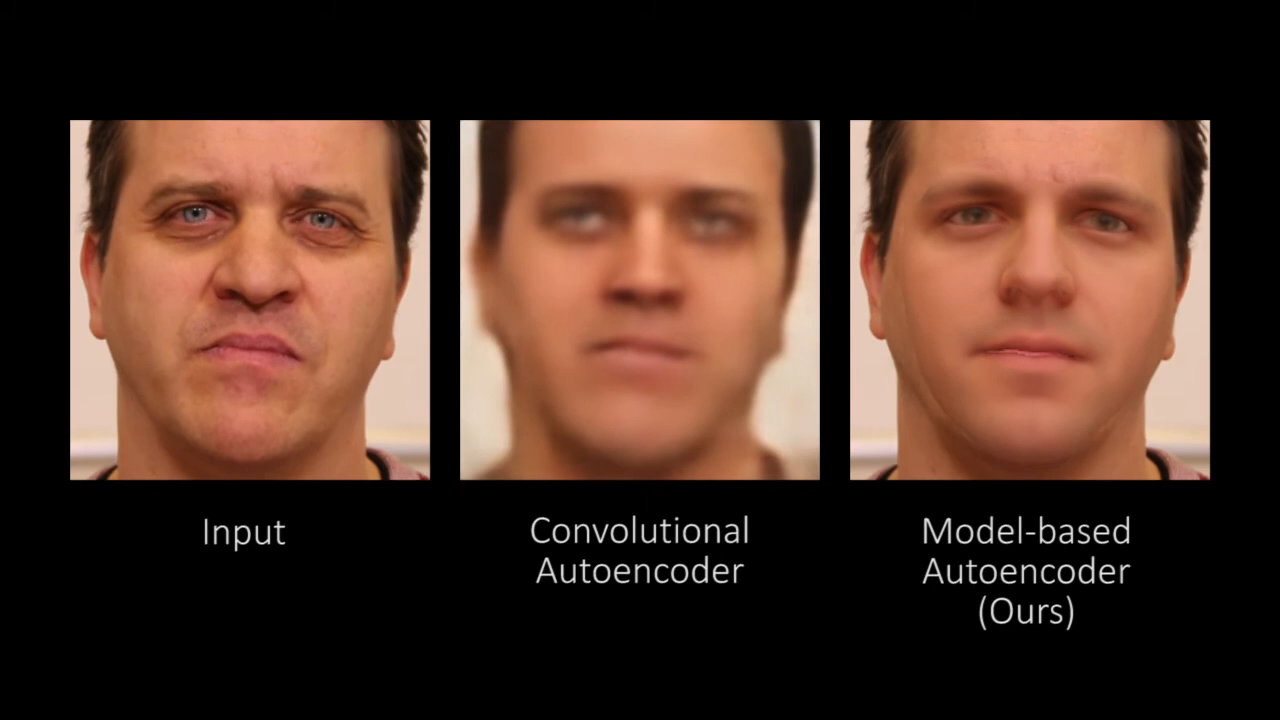 Input
Convolutional
Autoencoder
Model-based
Autoencoder
(Ours)